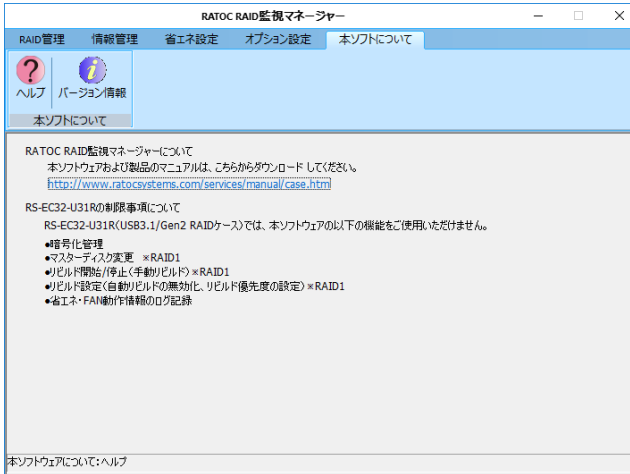 RATOC RAID監視マネージャー
RAID管理 情報管理 省エネ設定 オプション設定 本ソフトについて
ヘルプ バージョン情報
本ソフトについて
RATOC RAID監視マネージャーについて
本ソフトウェアおよび製品のマニュアルは、こちらからダウンロード してください。
http://www.ratocsystems.com/services/manual/case.htm
RS-EC32-U31Rの制限事項について
RS-EC32-U31R(USB3.1/Gen2 RAIDケース)では、本ソフトウェアの以下の機能をご使用いただけません。
●暗号化管理
●マスターディスク変更 ※RAID1
●リビルド開始/停止(手動リビルド) ※RAID1
●リビルド設定(自動リビルドの無効化、リビルド優先度の設定) ※RAID1
●省エネ・FAN動作情報のログ記録
本ソフトウェアについて:ヘルプ